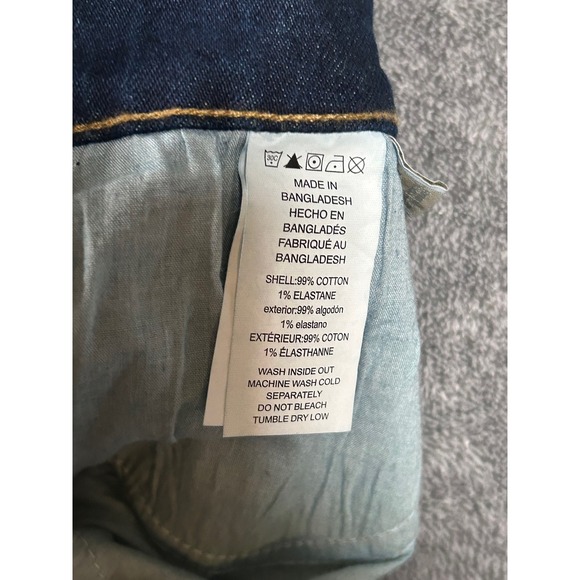 30C
MADE IN
BANGLADESH
HECHO EN
BANGLADÉS
FABRIQUÉ AU
BANGLADESH
SHELL:99% COTTON
1% ELASTANE
exterior:99% algodón
1% elastano
EXTÉRIEUR:99% COTON
1% ÉLASTHANNE
WASH INSIDE OUT
MACHINE WASH COLD
SEPARATELY
DO NOT BLEACH
TUMBLE DRY LOW